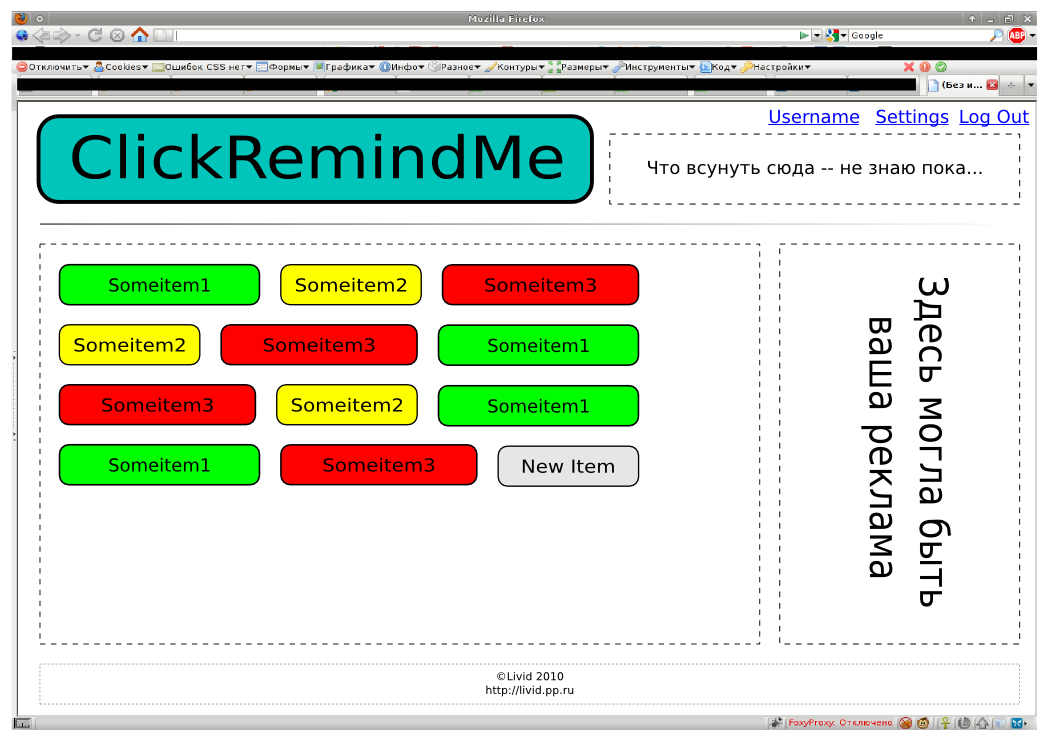 Mozilla Firefox
Google
ABP
Отключить Cookies Ошибок CSS нет Формы Графика Инфо Разное Контуры Размеры Инструменты Код Настройки
(Без и...
Username Settings Log Out
ClickRemindMe
Что всунуть сюда -- не знаю пока...
Someitem1 Someitem2 Someitem3
Someitem2 Someitem3 Someitem1
Someitem3 Someitem2 Someitem1
Someitem1 Someitem3 New Item
Здесь могла быть
ваша реклама
©Livid 2010
http://livid.pp.ru
FoxyProxy: Отключено